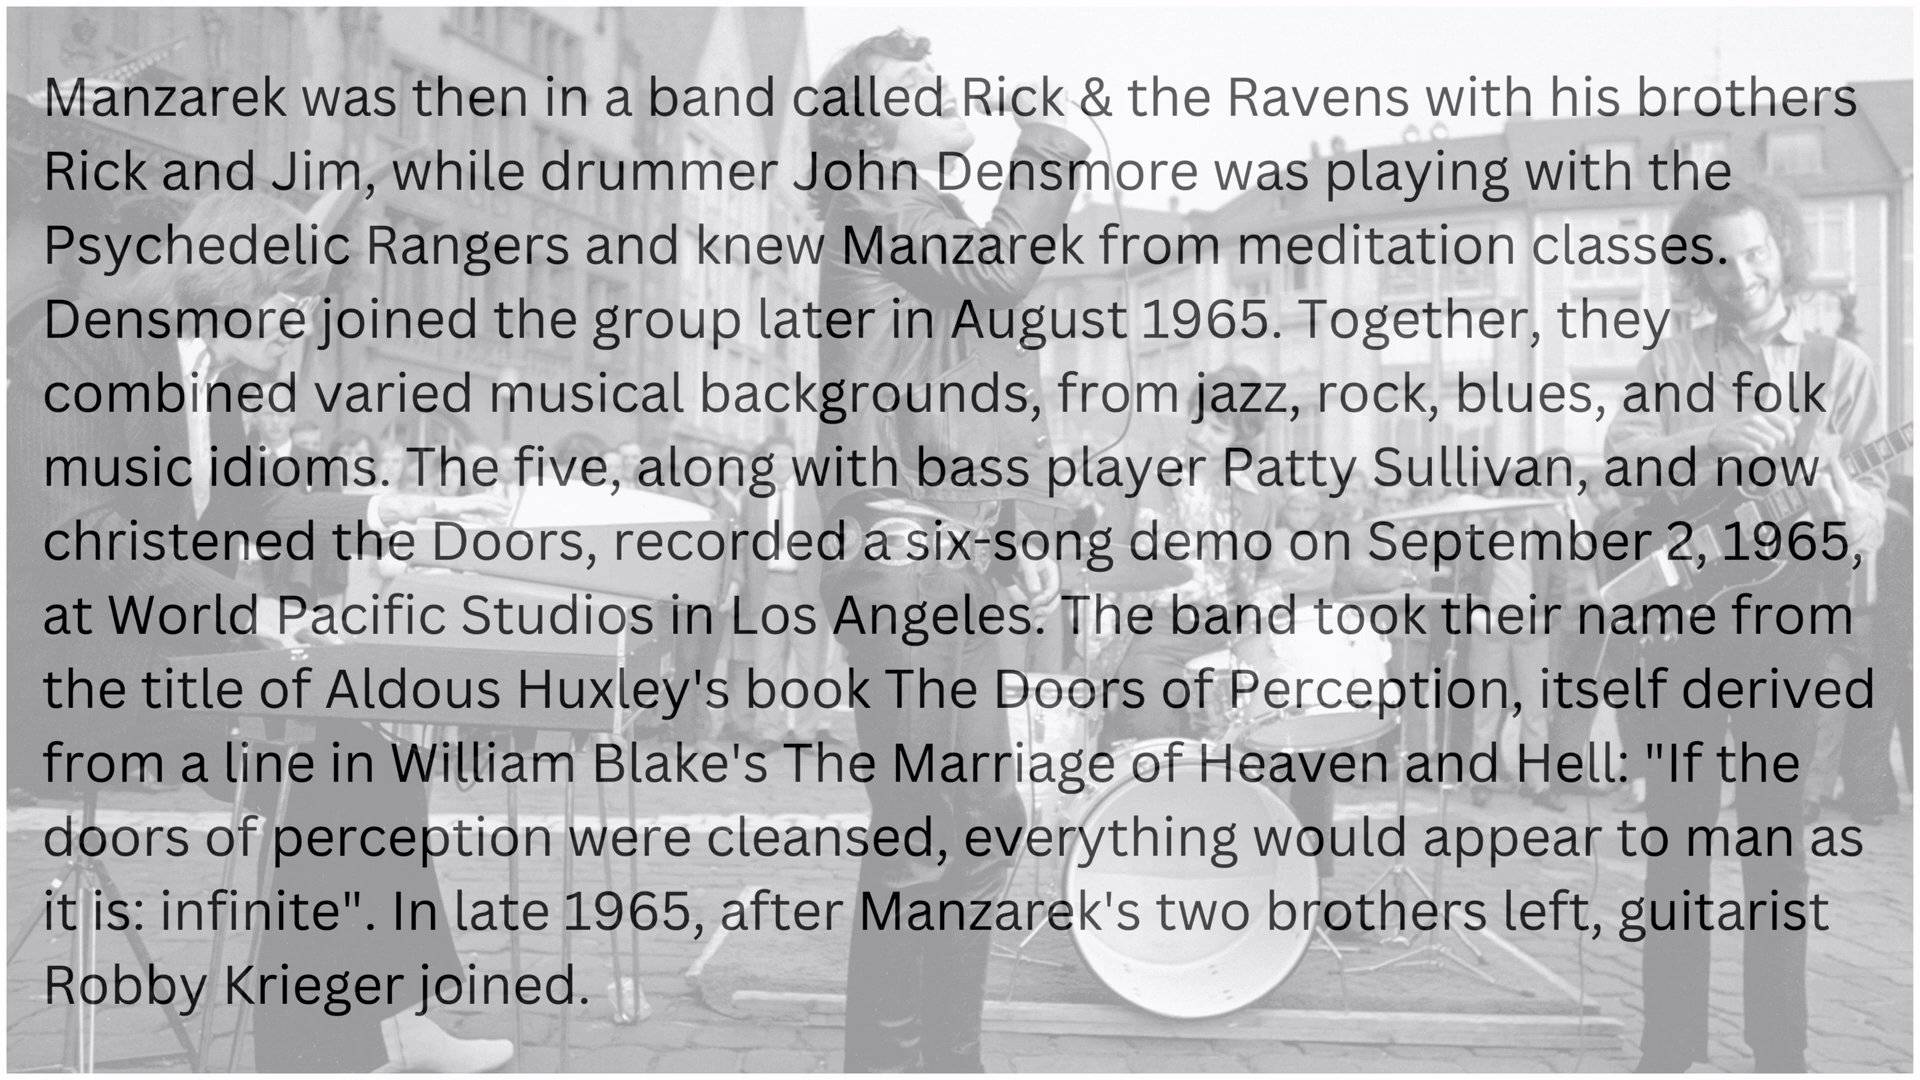 Manzarek was then in a band called Rick & the Ravens with his brothers
Rick and Jim, while drummer John Densmore was playing with the
Psychedelic Rangers and knew Manzarek from meditation classes.
Densmore joined the group later in August 1965. Together, they
combined varied musical backgrounds, from jazz, rock, blues, and folk
music idioms. The five, along with bass player Patty Sullivan, and now
christened the Doors, recorded a six-song demo on September 2, 1965,
at World Pacific Studios in Los Angeles. The band took their name from
the title of Aldous Huxley's book The Doors of Perception, itself derived
from a line in William Blake's The Marriage of Heaven and Hell: "If the
doors of perception were cleansed, everything would appear to man as
it is: infinite". In late 1965, after Manzarek's two brothers left, guitarist
Robby Krieger joined.